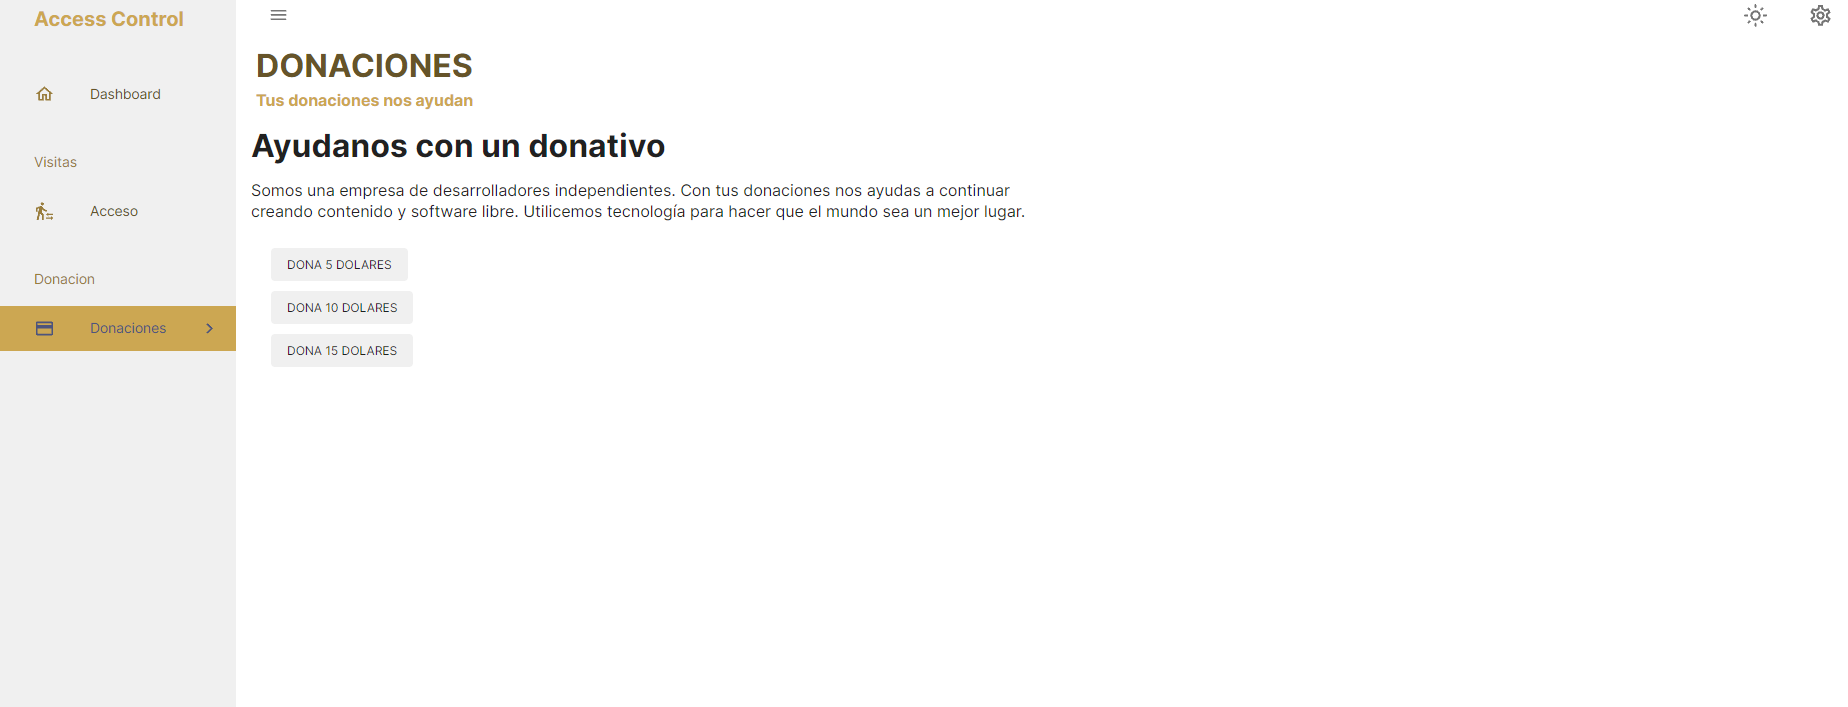 Access Control
Dashboard
Visitas
Acceso
Donacion
Donaciones
DONACIONES
Tus donaciones nos ayudan
Ayudanos con un donativo
Somos una empresa de desarrolladores independientes. Con tus donaciones nos ayudas a continuar
creando contenido y software libre. Utilicemos tecnología para hacer que el mundo sea un mejor lugar.
DONA 5 DOLARES
DONA 10 DOLARES
DONA 15 DOLARES